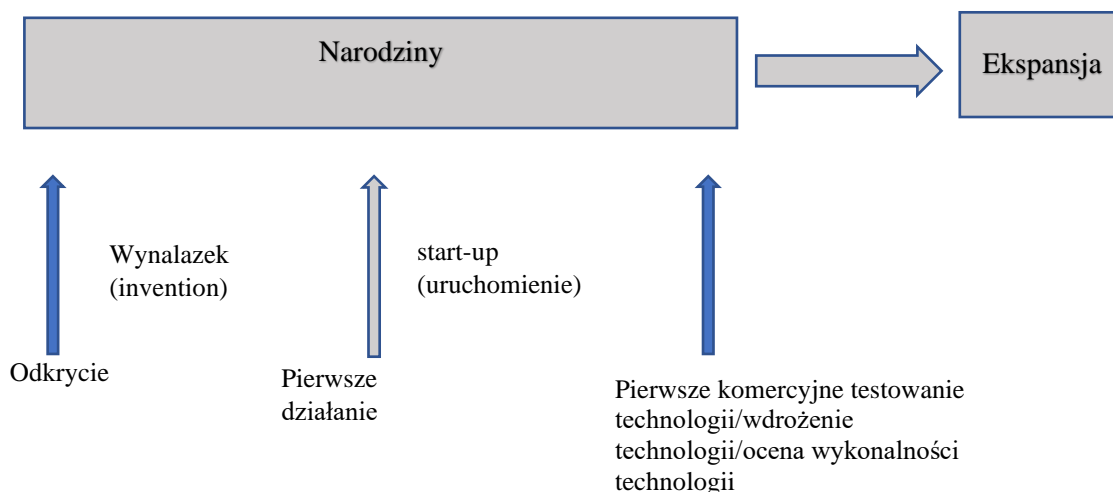 Narodziny
Ekspansja
Wynalazek
(invention)
start-up
(uruchomienie)
Odkrycie
Pierwsze
działanie
Pierwsze komercyjne testowanie
technologii/wdrożenie
technologii/ocena wykonalności
technologii